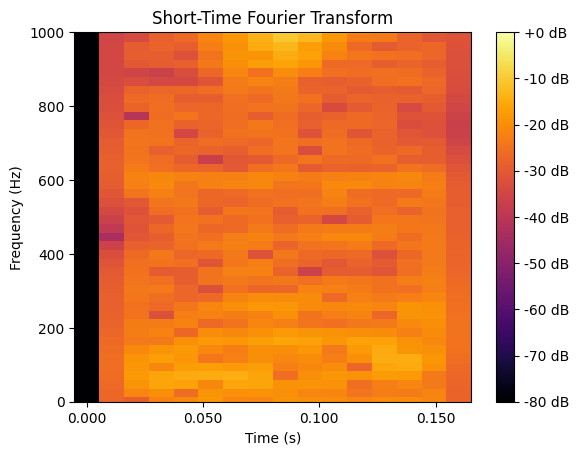 Short-Time Fourier Transform
1000
800
600
400
200
0
Frequency (Hz)
0.000
0.050
0.100
0.150
Time (s)
+0 dB
-10 dB
-20 dB
-30 dB
-40 dB
-50 dB
-60 dB
-70 dB
-80 dB